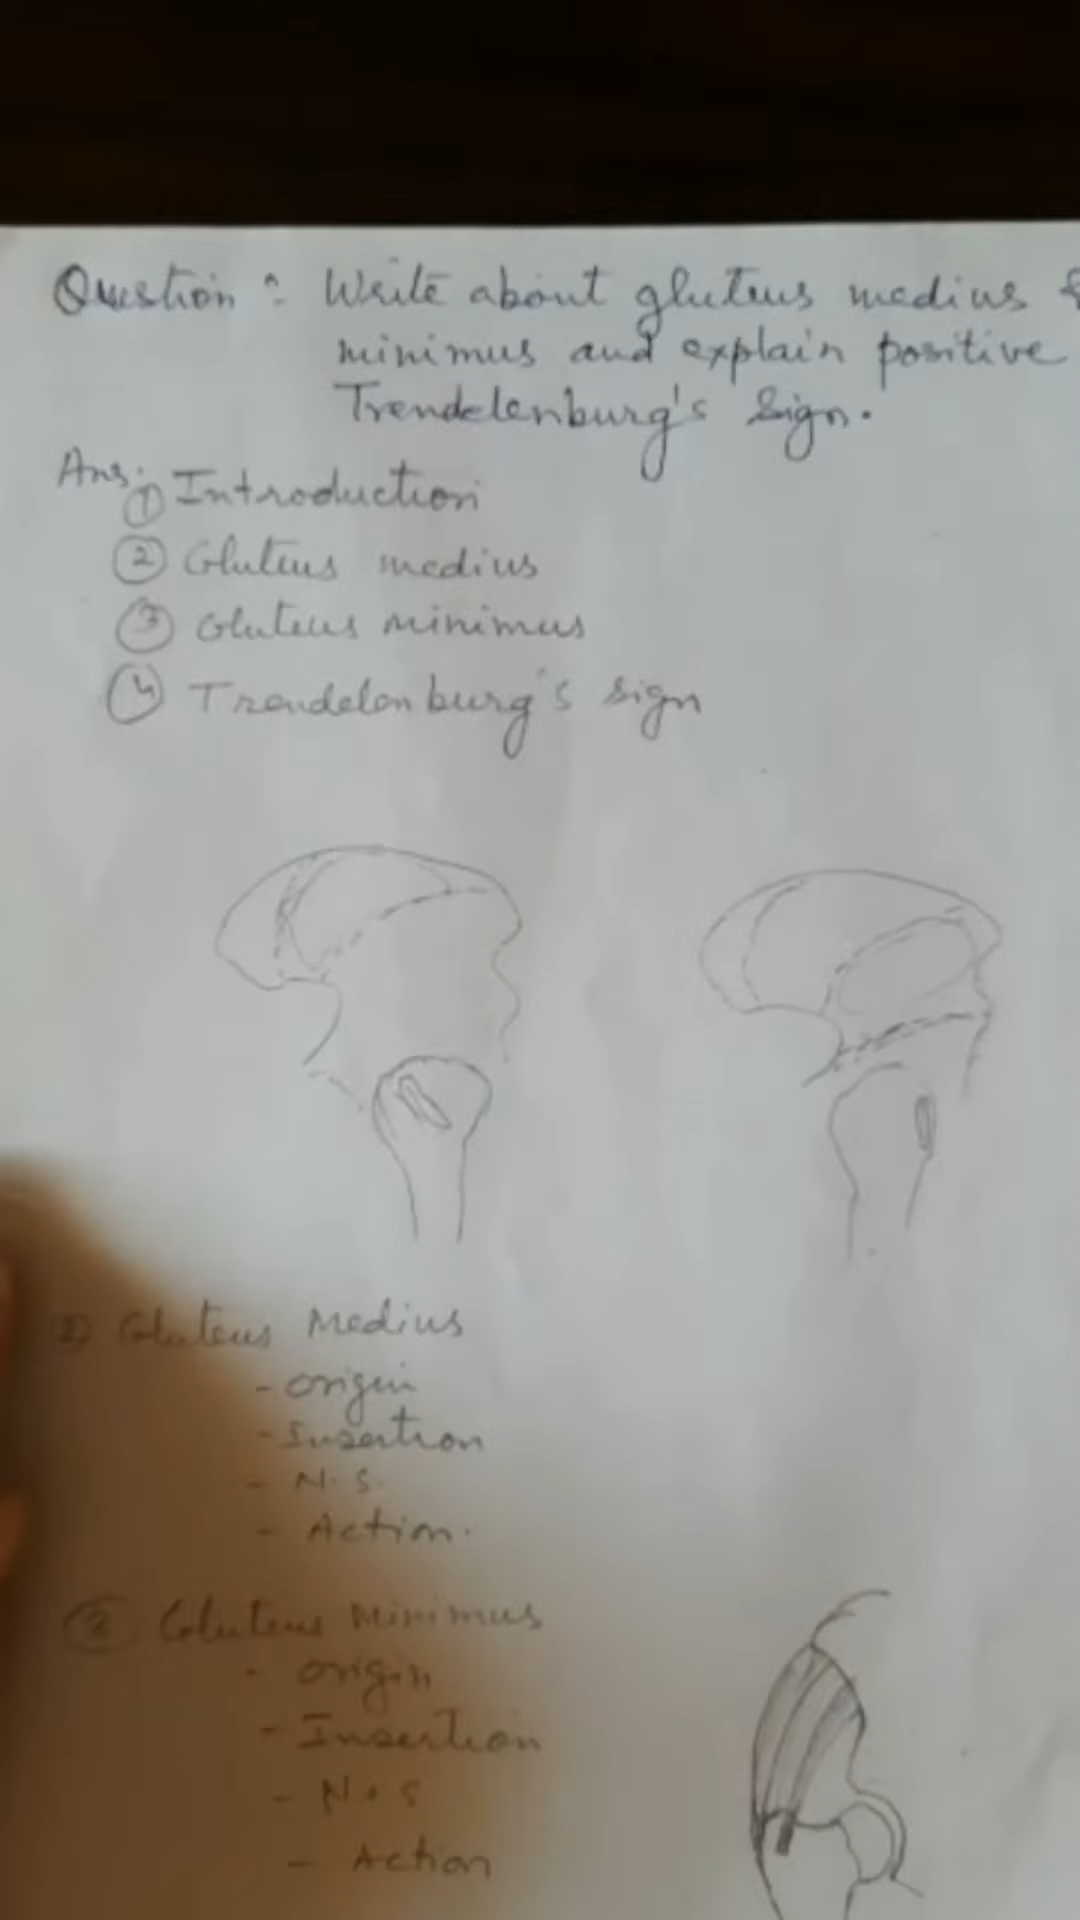 Question : Write about gluteus medius &
minimus and explain positive
Trendelenburg's Sign.
Ans:
① Introduction
② Gluteus medius
③ Gluteus minimus
④ Trendelenburg's sign
② Gluteus Medius
- Origin
- Insertion
- N.S.
- Action.
② Gluteus Minimus
- Origin
- Insertion
- N.S
- Action